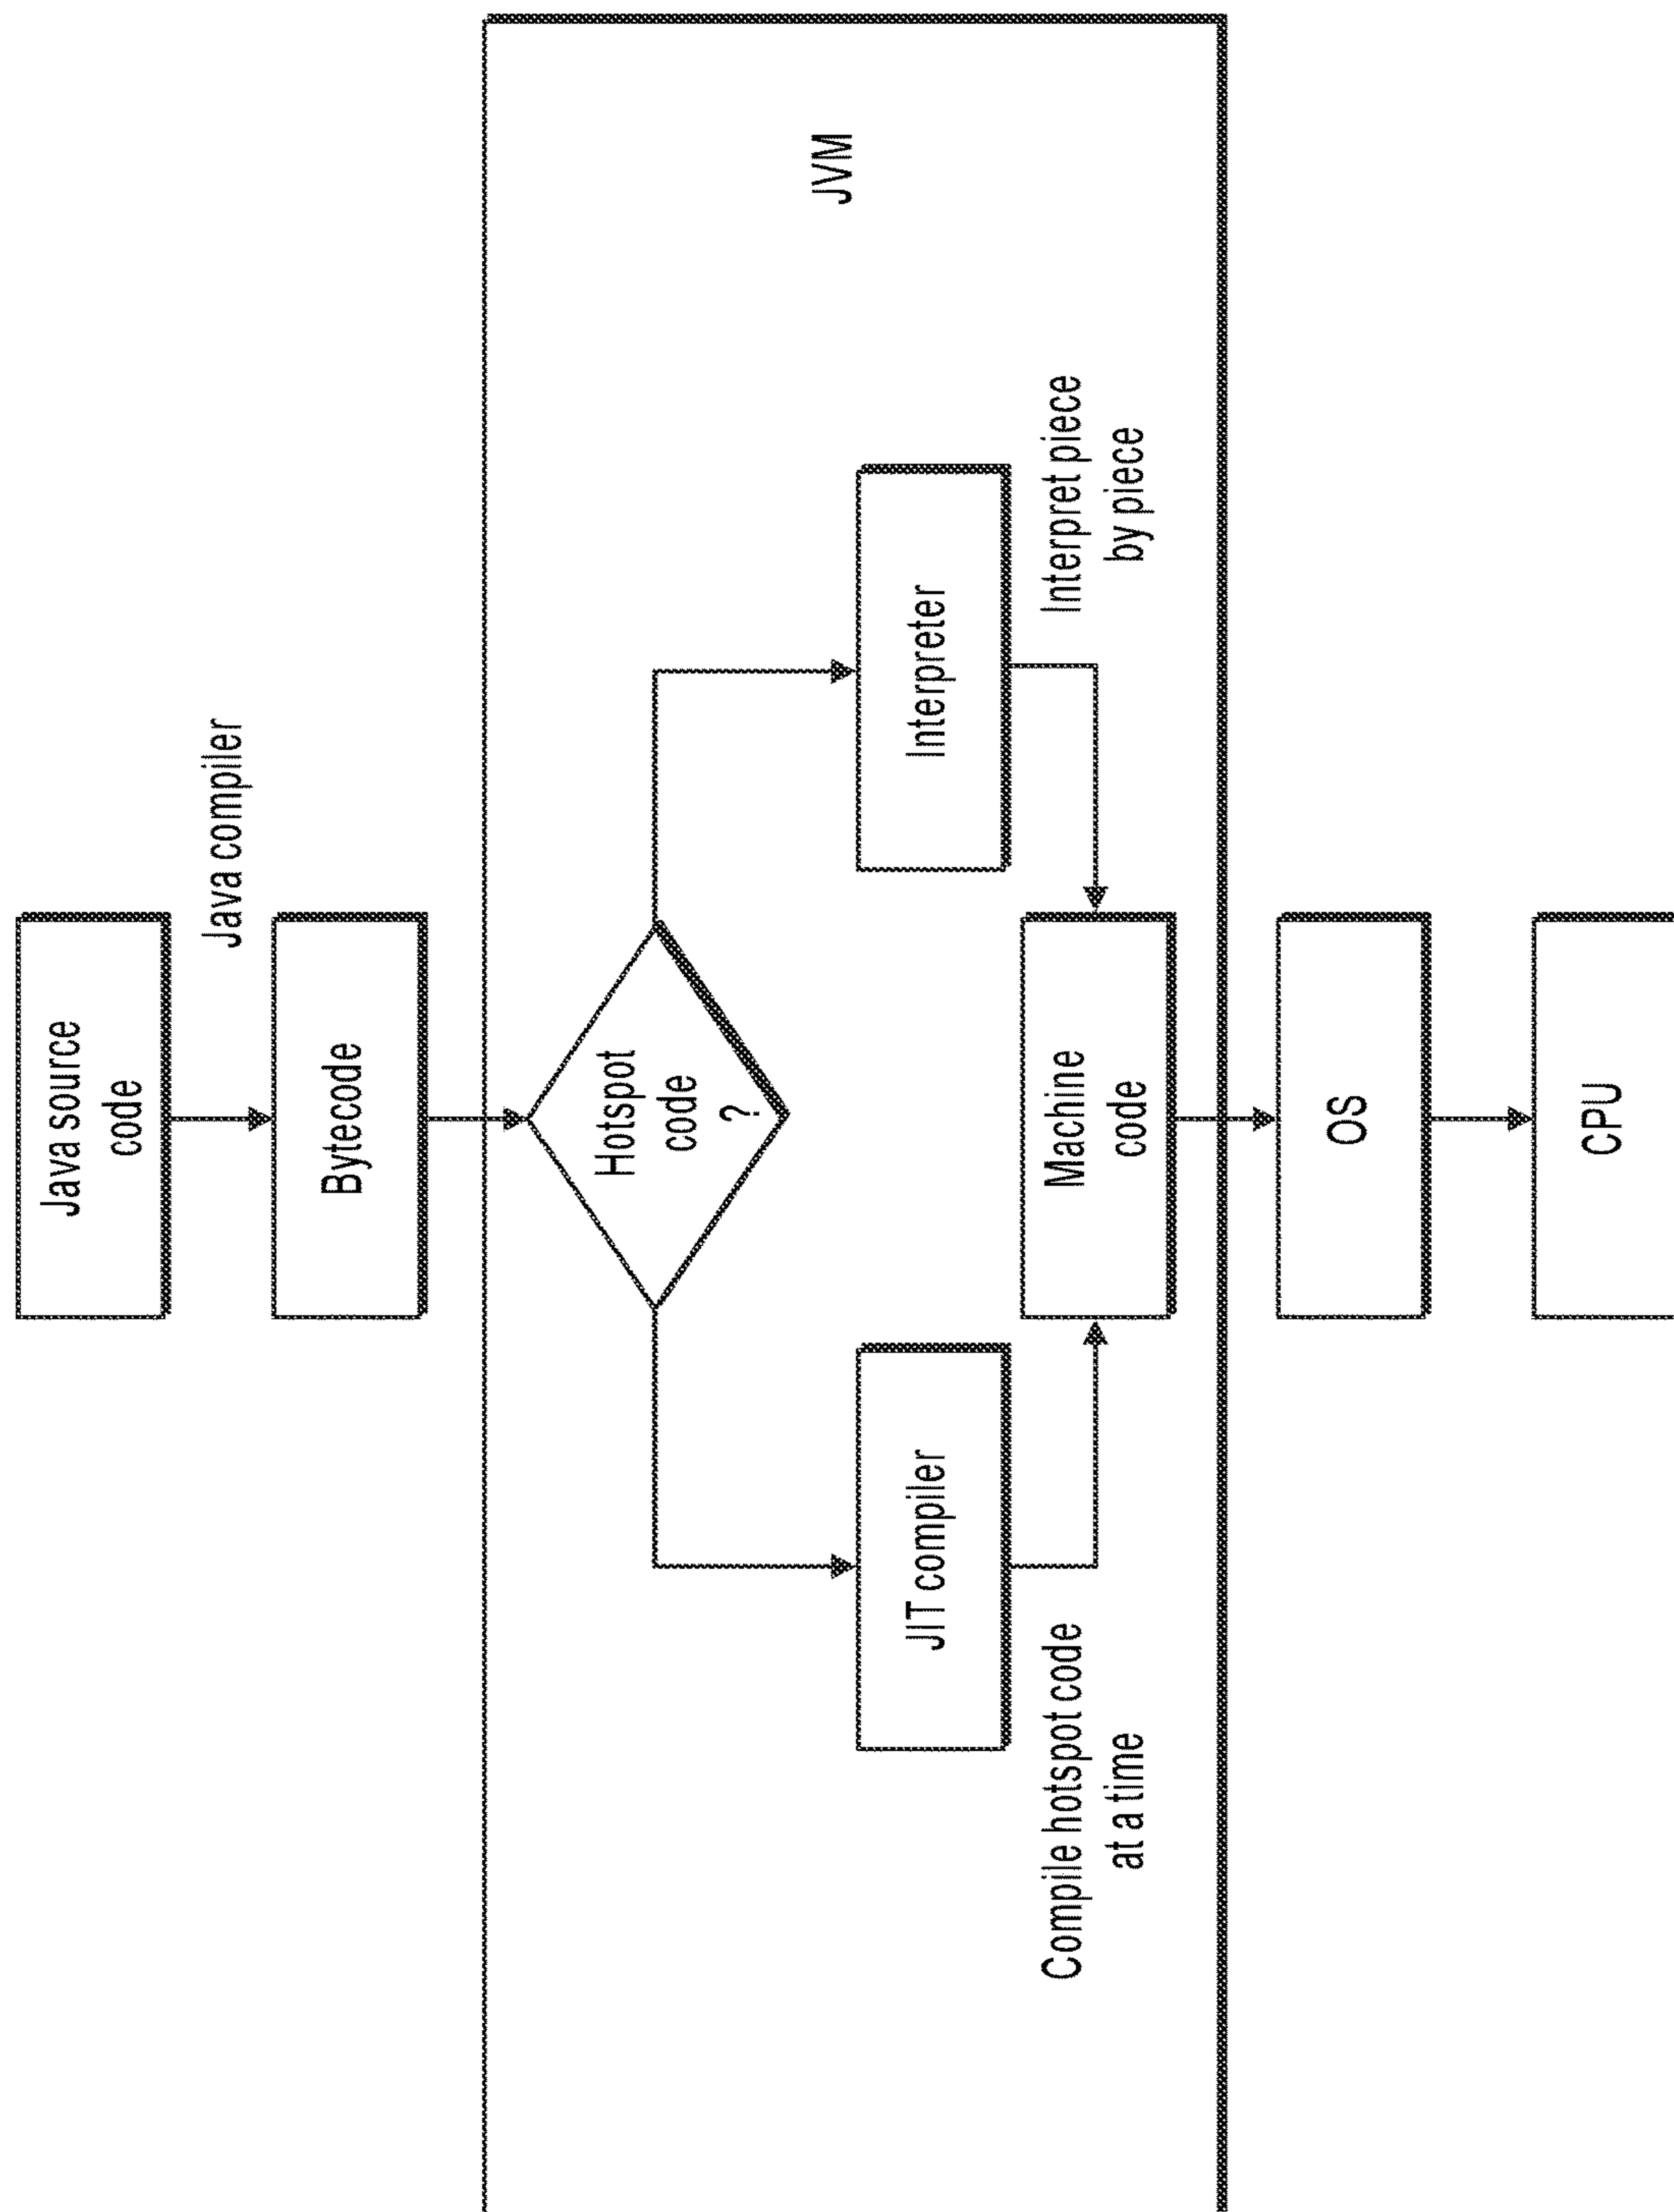 Java source
code
Java compiler
Bytecode
JVM
Hotspot
code
?
JIT compiler
Interpreter
Compile hotspot code
at a time
Machine
code
Interpret piece
by piece
OS
CPU